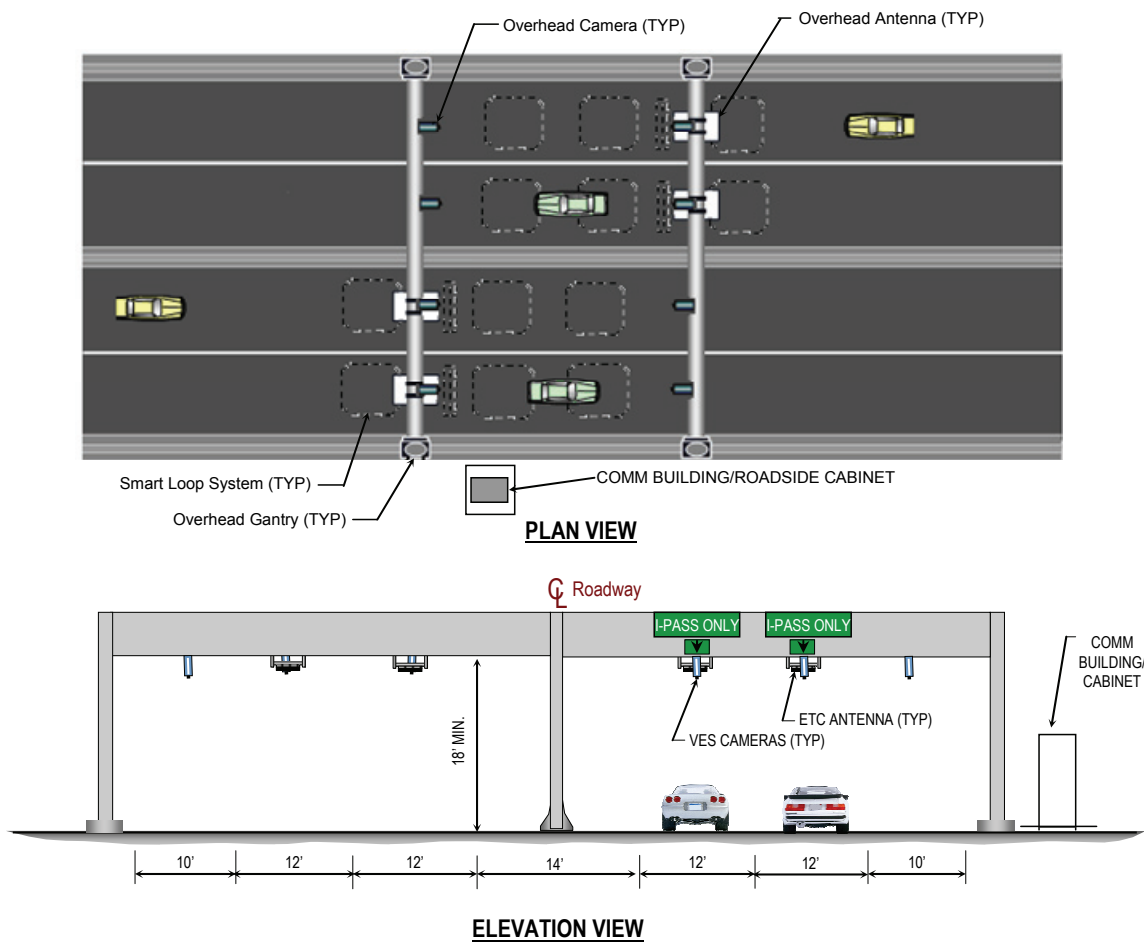 Overhead Camera (TYP)
Overhead Antenna (TYP)
Smart Loop System (TYP)
Overhead Gantry (TYP)
COMM BUILDING/ROADSIDE CABINET
PLAN VIEW
℄ Roadway
I-PASS ONLY
I-PASS ONLY
COMM
BUILDING/
CABINET
ETC ANTENNA (TYP)
VES CAMERAS (TYP)
18' MIN.
10'
12'
12'
14'
12'
12'
10'
ELEVATION VIEW